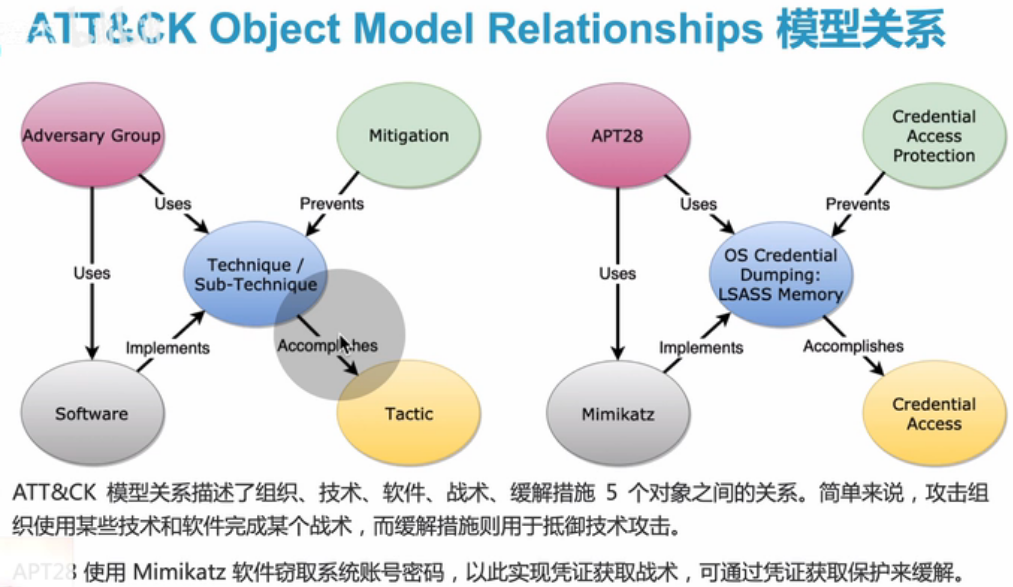 ATT&CK Object Model Relationships 模型关系
Adversary Group
Mitigation
Uses
Prevents
Uses
Technique /
Sub-Technique
Implements
Accomplishes
Software
Tactic
APT28
Credential
Access
Protection
Uses
Prevents
Uses
OS Credential
Dumping:
LSASS Memory
Implements
Accomplishes
Mimikatz
Credential
Access
ATT&CK 模型关系描述了组织、技术、软件、战术、缓解措施 5 个对象之间的关系。简单来说，攻击组
织使用某些技术和软件完成某个战术，而缓解措施则用于抵御技术攻击。
APT28 使用 Mimikatz 软件窃取系统账号密码，以此实现凭证获取战术，可通过凭证获取保护来缓解。